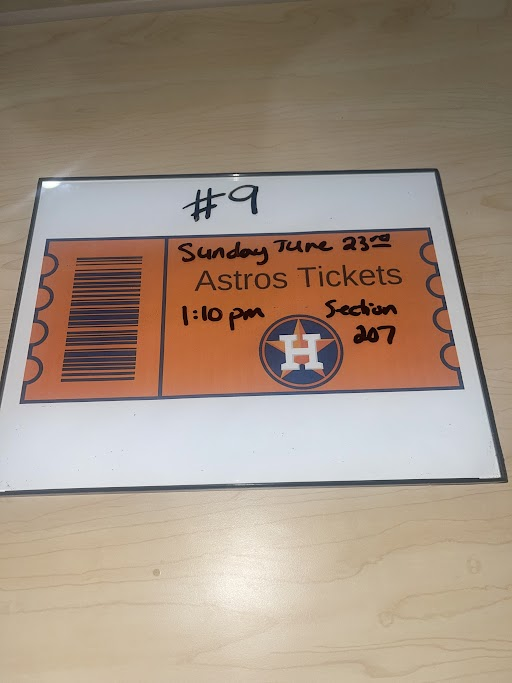 #9
Sunday June 23rd
Astros Tickets
1:10 pm Section
207
H